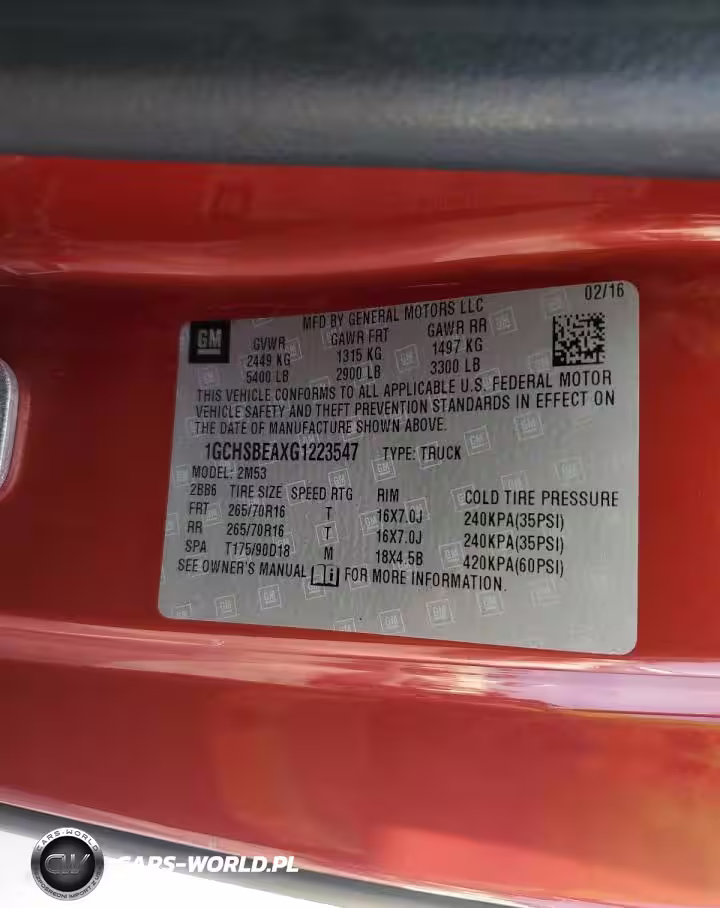 02/16
MFD BY GENERAL MOTORS LLC
GM
GVWR GAWR FRT GAWR RR
2449 KG 1315 KG 1497 KG
5400 LB 2900 LB 3300 LB
THIS VEHICLE CONFORMS TO ALL APPLICABLE U.S. FEDERAL MOTOR
VEHICLE SAFETY AND THEFT PREVENTION STANDARDS IN EFFECT ON
THE DATE OF MANUFACTURE SHOWN ABOVE.
1GCHSBEAXG1223547 TYPE: TRUCK
MODEL: 2M53
2BB6 TIRE SIZE SPEED RTG RIM COLD TIRE PRESSURE
FRT 265/70R16 T 16X7.0J 240KPA(35PSI)
RR 265/70R16 T 16X7.0J 240KPA(35PSI)
SPA T175/90D18 M 18X4.5B 420KPA(60PSI)
SEE OWNER'S MANUAL FOR MORE INFORMATION.
CARS-WORLD
CW
CARS-WORLD.PL